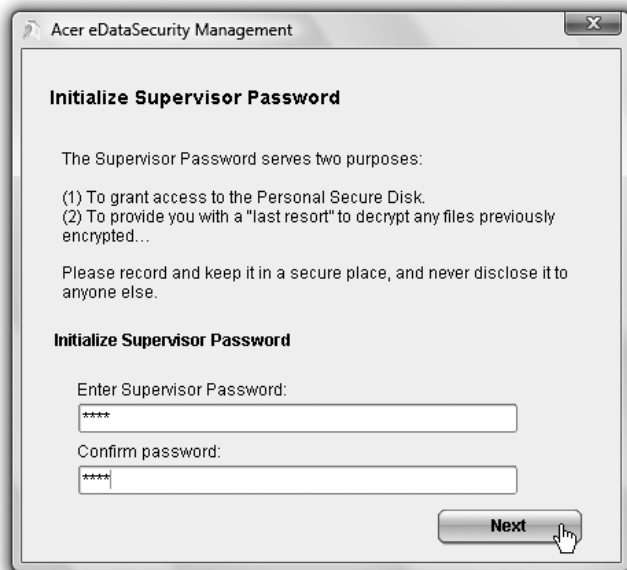 Acer eDataSecurity Management
X
Initialize Supervisor Password
The Supervisor Password serves two purposes:
(1) To grant access to the Personal Secure Disk.
(2) To provide you with a "last resort" to decrypt any files previously
encrypted...
Please record and keep it in a secure place, and never disclose it to
anyone else.
Initialize Supervisor Password
Enter Supervisor Password:
****
Confirm password:
****
Next